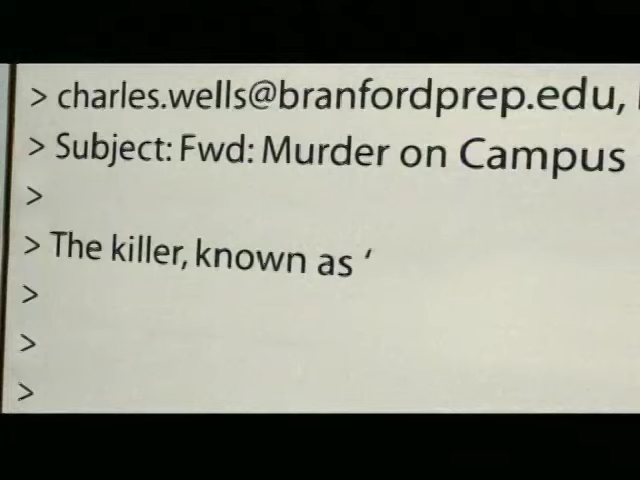 > charles.wells@branfordprep.edu,
> Subject: Fwd: Murder on Campus
>
> The killer, known as ‘
>
>
>